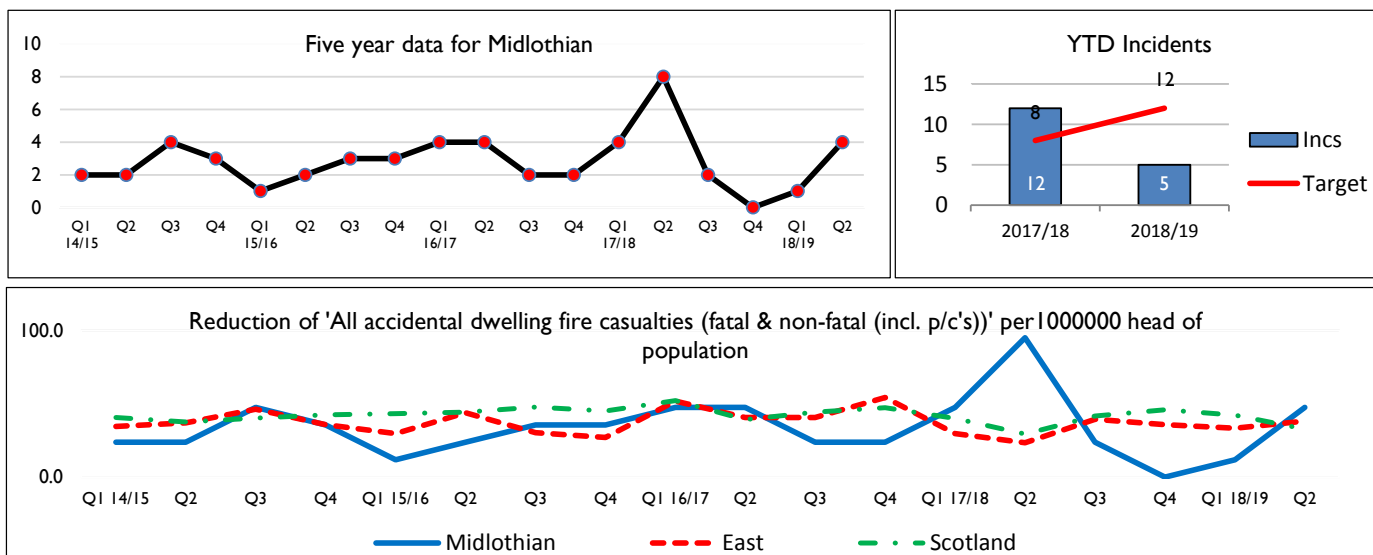 Five year data for Midlothian
10
8
6
4
2
0
Q1 Q2 Q3 Q4 Q1 Q2 Q3 Q4 Q1 Q2 Q3 Q4 Q1 Q2 Q3 Q4 Q1 Q2
14/15 15/16 16/17 17/18 18/19
YTD Incidents
15
10
5
0
8
12
12
5
2017/18 2018/19
Incs
Target
Reduction of 'All accidental dwelling fire casualties (fatal & non-fatal (incl. p/c's))' per1000000 head of
population
100.0
0.0
Q1 14/15 Q2 Q3 Q4 Q1 15/16 Q2 Q3 Q4 Q1 16/17 Q2 Q3 Q4 Q1 17/18 Q2 Q3 Q4 Q1 18/19 Q2
Midlothian East Scotland